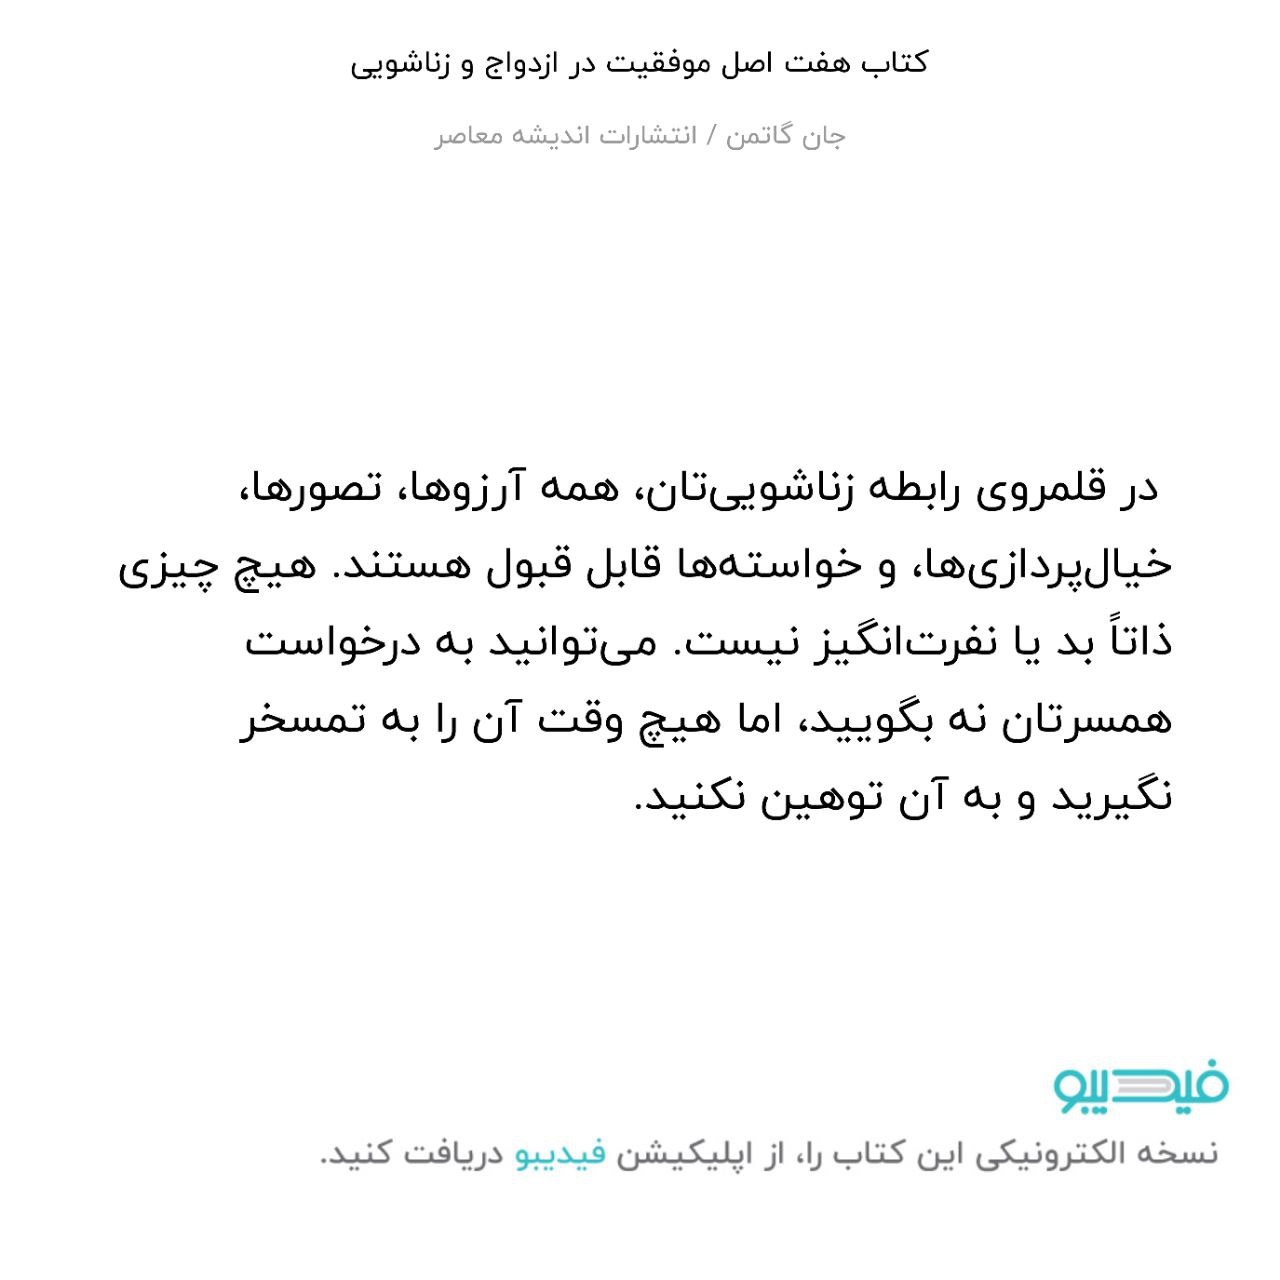 کتاب هفت اصل موفقیت در ازدواج و زناشویی
جان گاتمن / انتشارات اندیشه معاصر
در قلمروی رابطه زناشویی‌تان، همه آرزوها، تصورها،
خیال‌پردازی‌ها، و خواسته‌ها قابل قبول هستند. هیچ چیزی
ذاتاً بد یا نفرت‌انگیز نیست. می‌توانید به درخواست
همسرتان نه بگویید، اما هیچ وقت آن را به تمسخر
نگیرید و به آن توهین نکنید.
فیدیبو
نسخه الکترونیکی این کتاب را، از اپلیکیشن فیدیبو دریافت کنید.